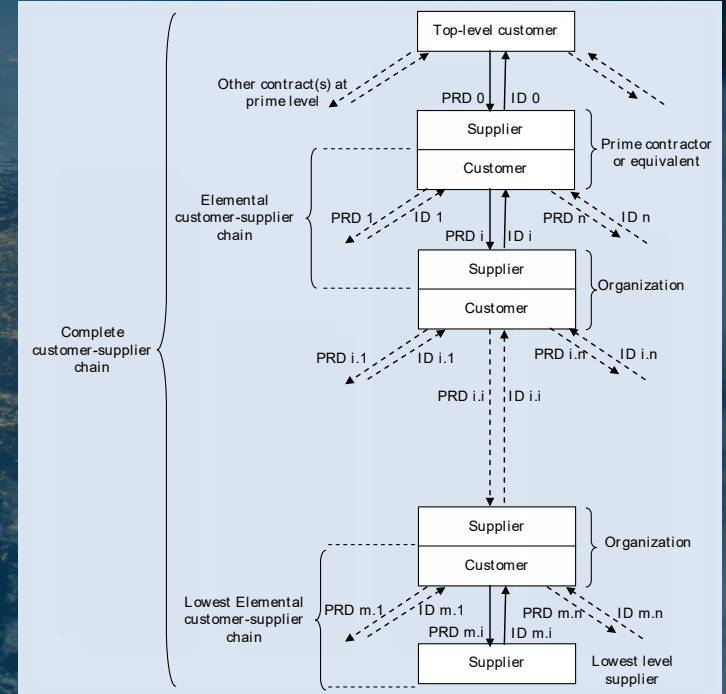 Top-level customer
Other contract(s) at
prime level
PRD 0
ID 0
Supplier
Customer
Prime contractor
or equivalent
Elemental
customer-supplier
chain
PRD 1
ID 1
PRD i
ID i
PRD n
ID n
Supplier
Customer
Organization
Complete
customer-supplier
chain
PRD i.1
ID i.1
PRD i.i
ID i.i
PRD i.n
ID i.n
Supplier
Customer
Organization
Lowest Elemental
customer-supplier
chain
PRD m.1
ID m.1
PRD m.i
ID m.i
PRD m.n
ID m.n
Supplier
Lowest level
supplier